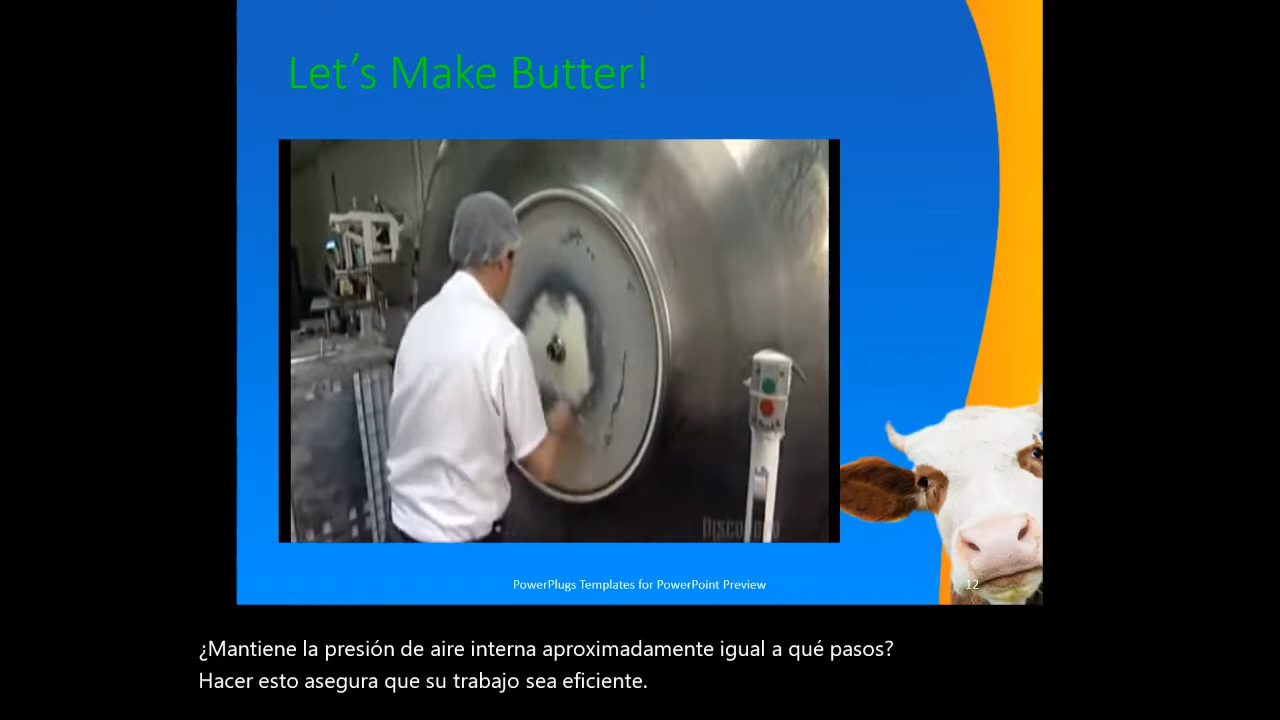 Let's Make Butter!
PowerPlugs Templates for PowerPoint Preview
12
¿Mantiene la presión de aire interna aproximadamente igual a qué pasos?
Hacer esto asegura que su trabajo sea eficiente.